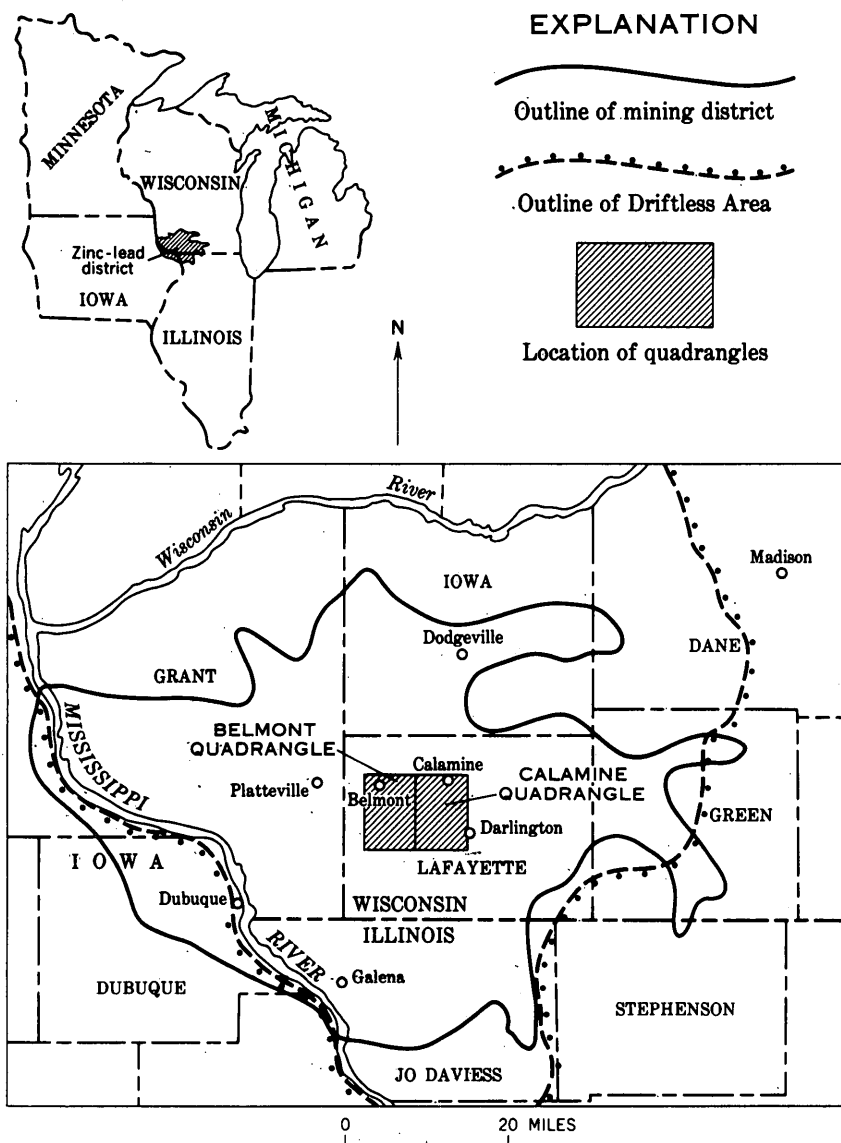 EXPLANATION
Outline of mining district
Outline of Driftless Area
Location of quadrangles
MINNESOTA
WISCONSIN
MICHIGAN
Zinc-lead
district
IOWA
ILLINOIS
N
Wisconsin River
Madison
IOWA
Dodgeville
DANE
GRANT
MISSISSIPPI
BELMONT
QUADRANGLE
Calamine
Platteville
Belmont
CALAMINE
QUADRANGLE
GREEN
Darlington
IOWA
LAFAYETTE
Dubuque
WISCONSIN
ILLINOIS
RIVER
Galena
DUBUQUE
STEPHENSON
JO DAVIESS
0 20 MILES